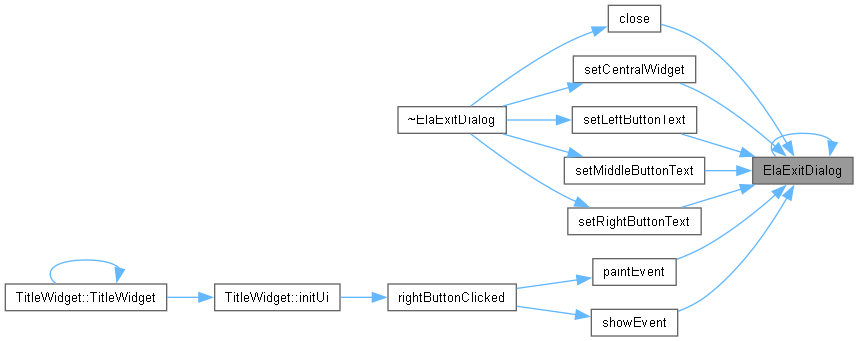 close
setCentralWidget
~ElaExitDialog
setLeftButtonText
ElaExitDialog
setMiddleButtonText
setRightButtonText
paintEvent
TitleWidget::TitleWidget
TitleWidget::initUi
rightButtonClicked
showEvent